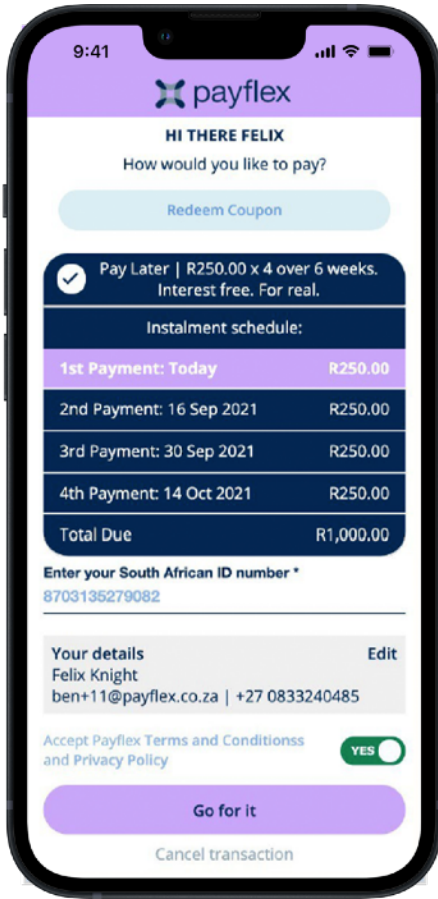 9:41
payflex
HI THERE FELIX
How would you like to pay?
Redeem Coupon
Pay Later | R250.00 x 4 over 6 weeks.
Interest free. For real.
Instalment schedule:
1st Payment: Today R250.00
2nd Payment: 16 Sep 2021 R250.00
3rd Payment: 30 Sep 2021 R250.00
4th Payment: 14 Oct 2021 R250.00
Total Due R1,000.00
Enter your South African ID number *
8703135279082
Your details Edit
Felix Knight
ben+11@payflex.co.za | +27 0833240485
Accept Payflex Terms and Conditionss
and Privacy Policy
YES
Go for it
Cancel transaction